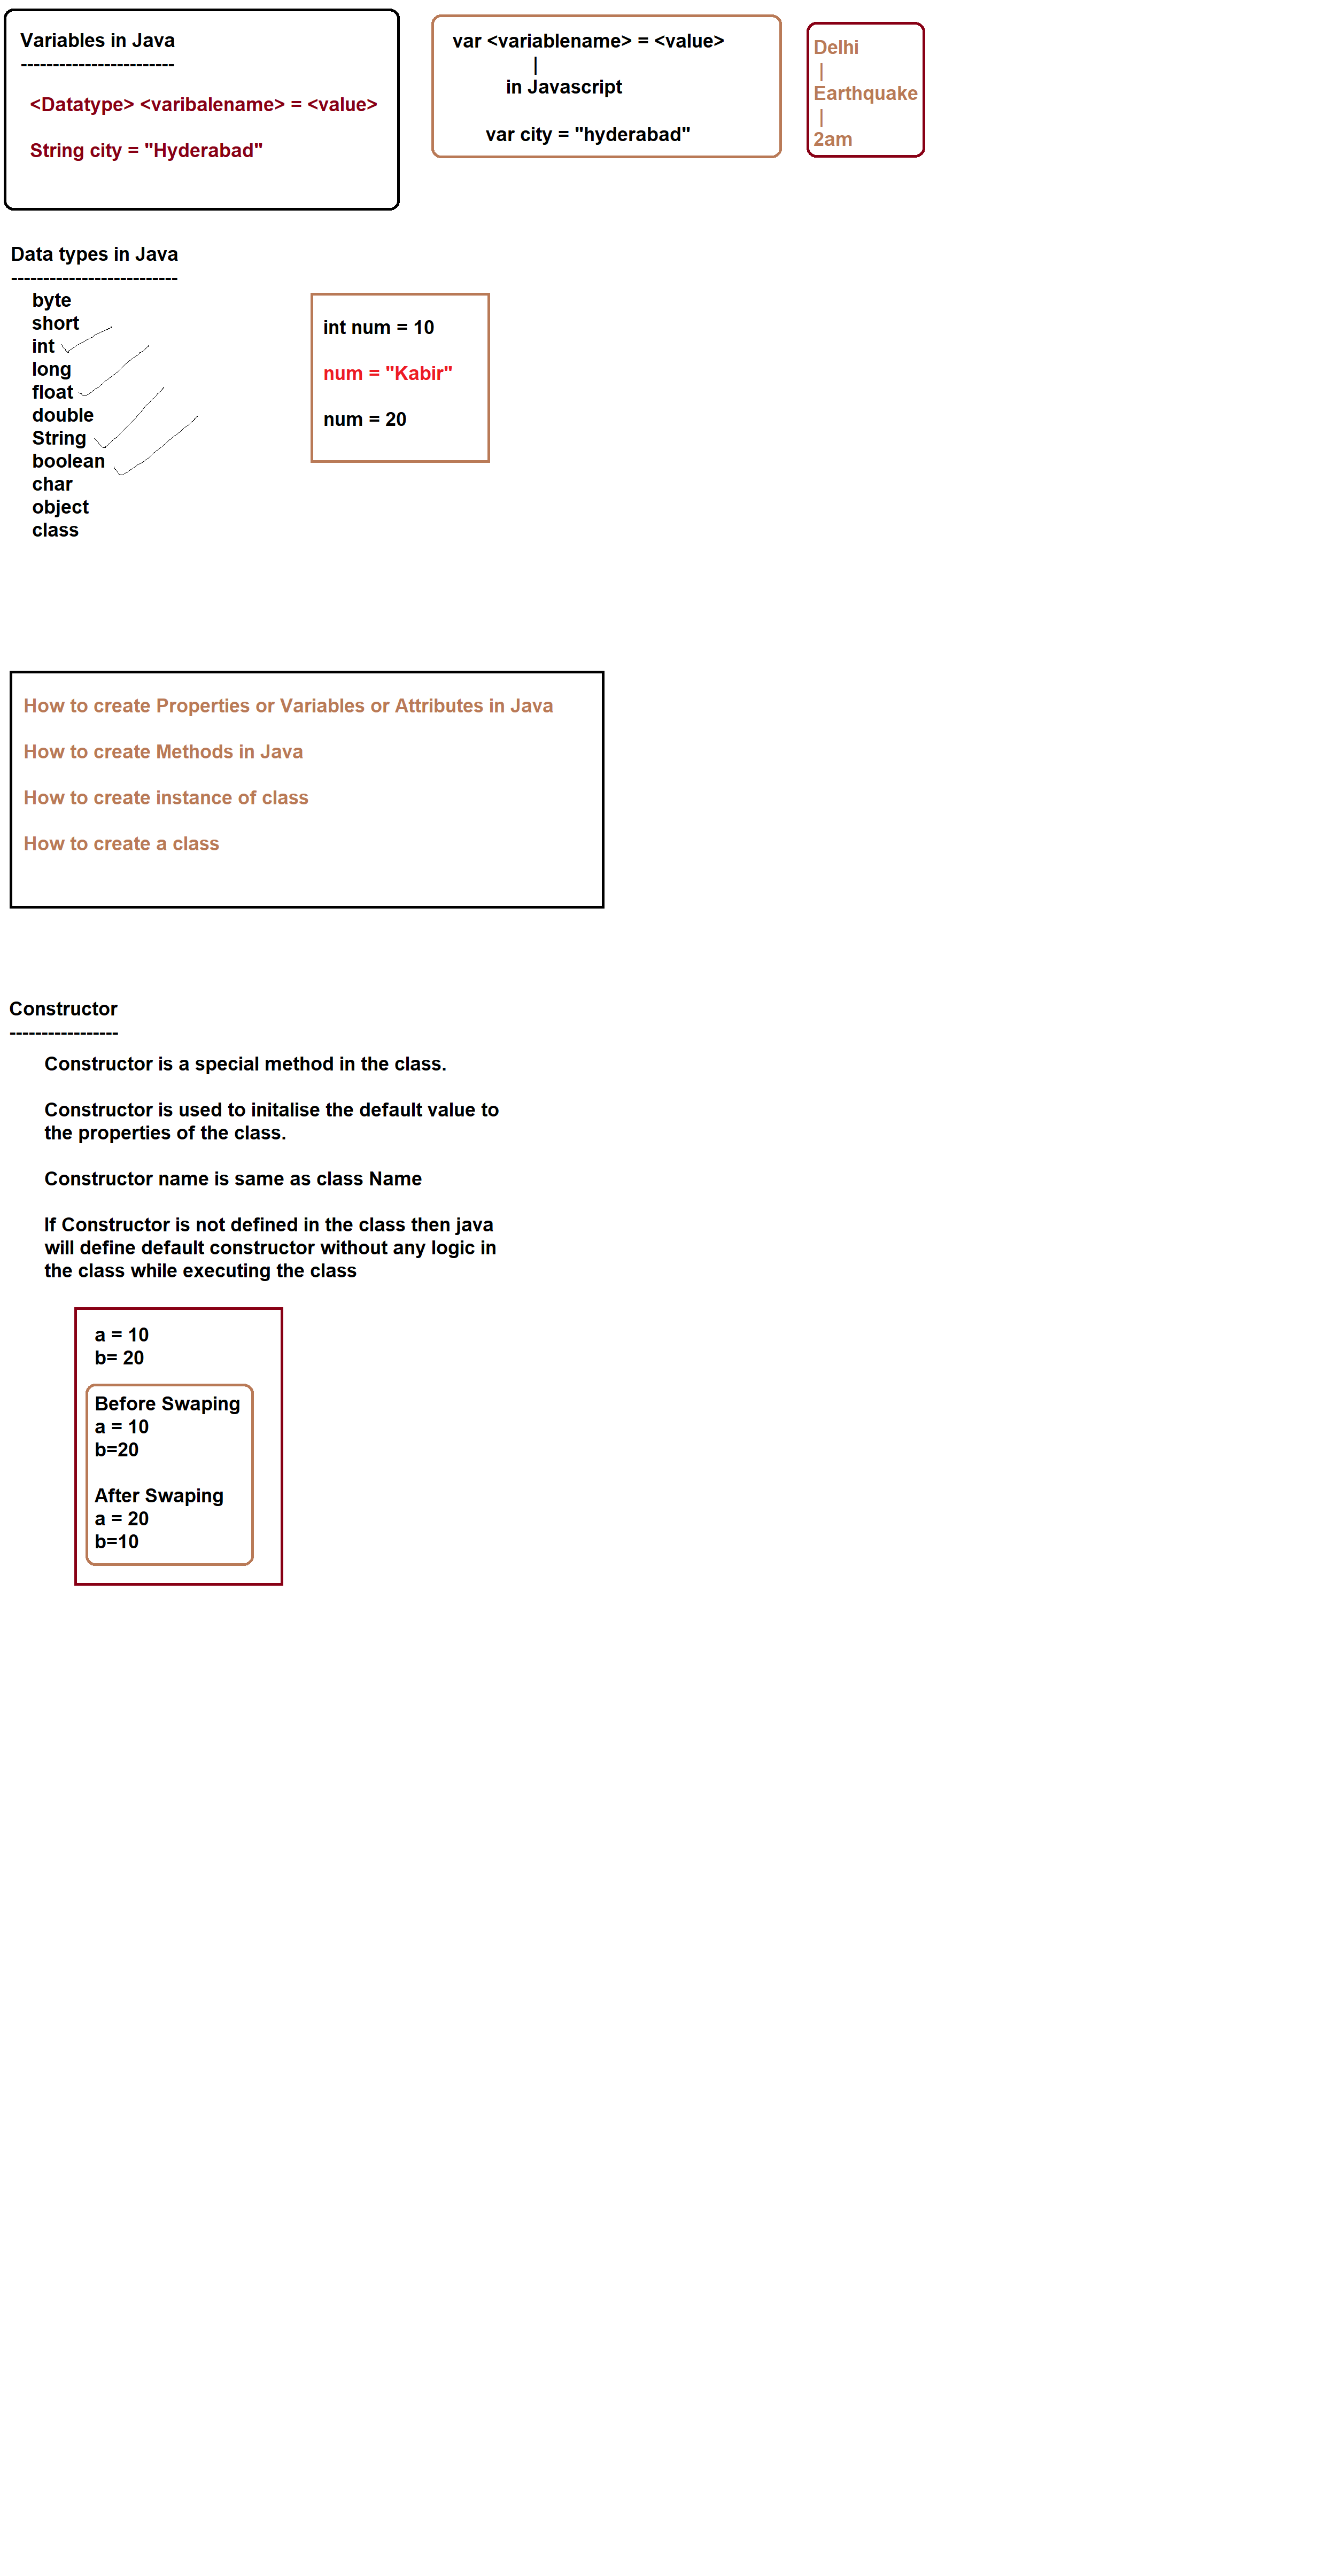 Variables in Java
------------------------
<Datatype> <varibalename> = <value>
String city = "Hyderabad"
var <variablename> = <value>
|
in Javascript
var city = "hyderabad"
Delhi
|
Earthquake
|
2am
Data types in Java
--------------------------
byte
short
int
long
float
double
String
boolean
char
object
class
int num = 10
num = "Kabir"
num = 20
How to create Properties or Variables or Attributes in Java
How to create Methods in Java
How to create instance of class
How to create a class
Constructor
-----------------
Constructor is a special method in the class.
Constructor is used to initalise the default value to
the properties of the class.
Constructor name is same as class Name
If Constructor is not defined in the class then java
will define default constructor without any logic in
the class while executing the class
a = 10
b= 20
Before Swaping
a = 10
b=20
After Swaping
a = 20
b=10